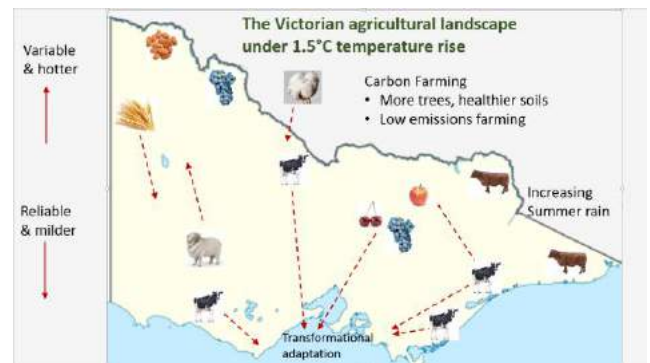 The Victorian agricultural landscape
under 1.5°C temperature rise
Variable
& hotter
Carbon Farming
• More trees, healthier soils
• Low emissions farming
Increasing
Summer rain
Reliable
& milder
Transformational
adaptation